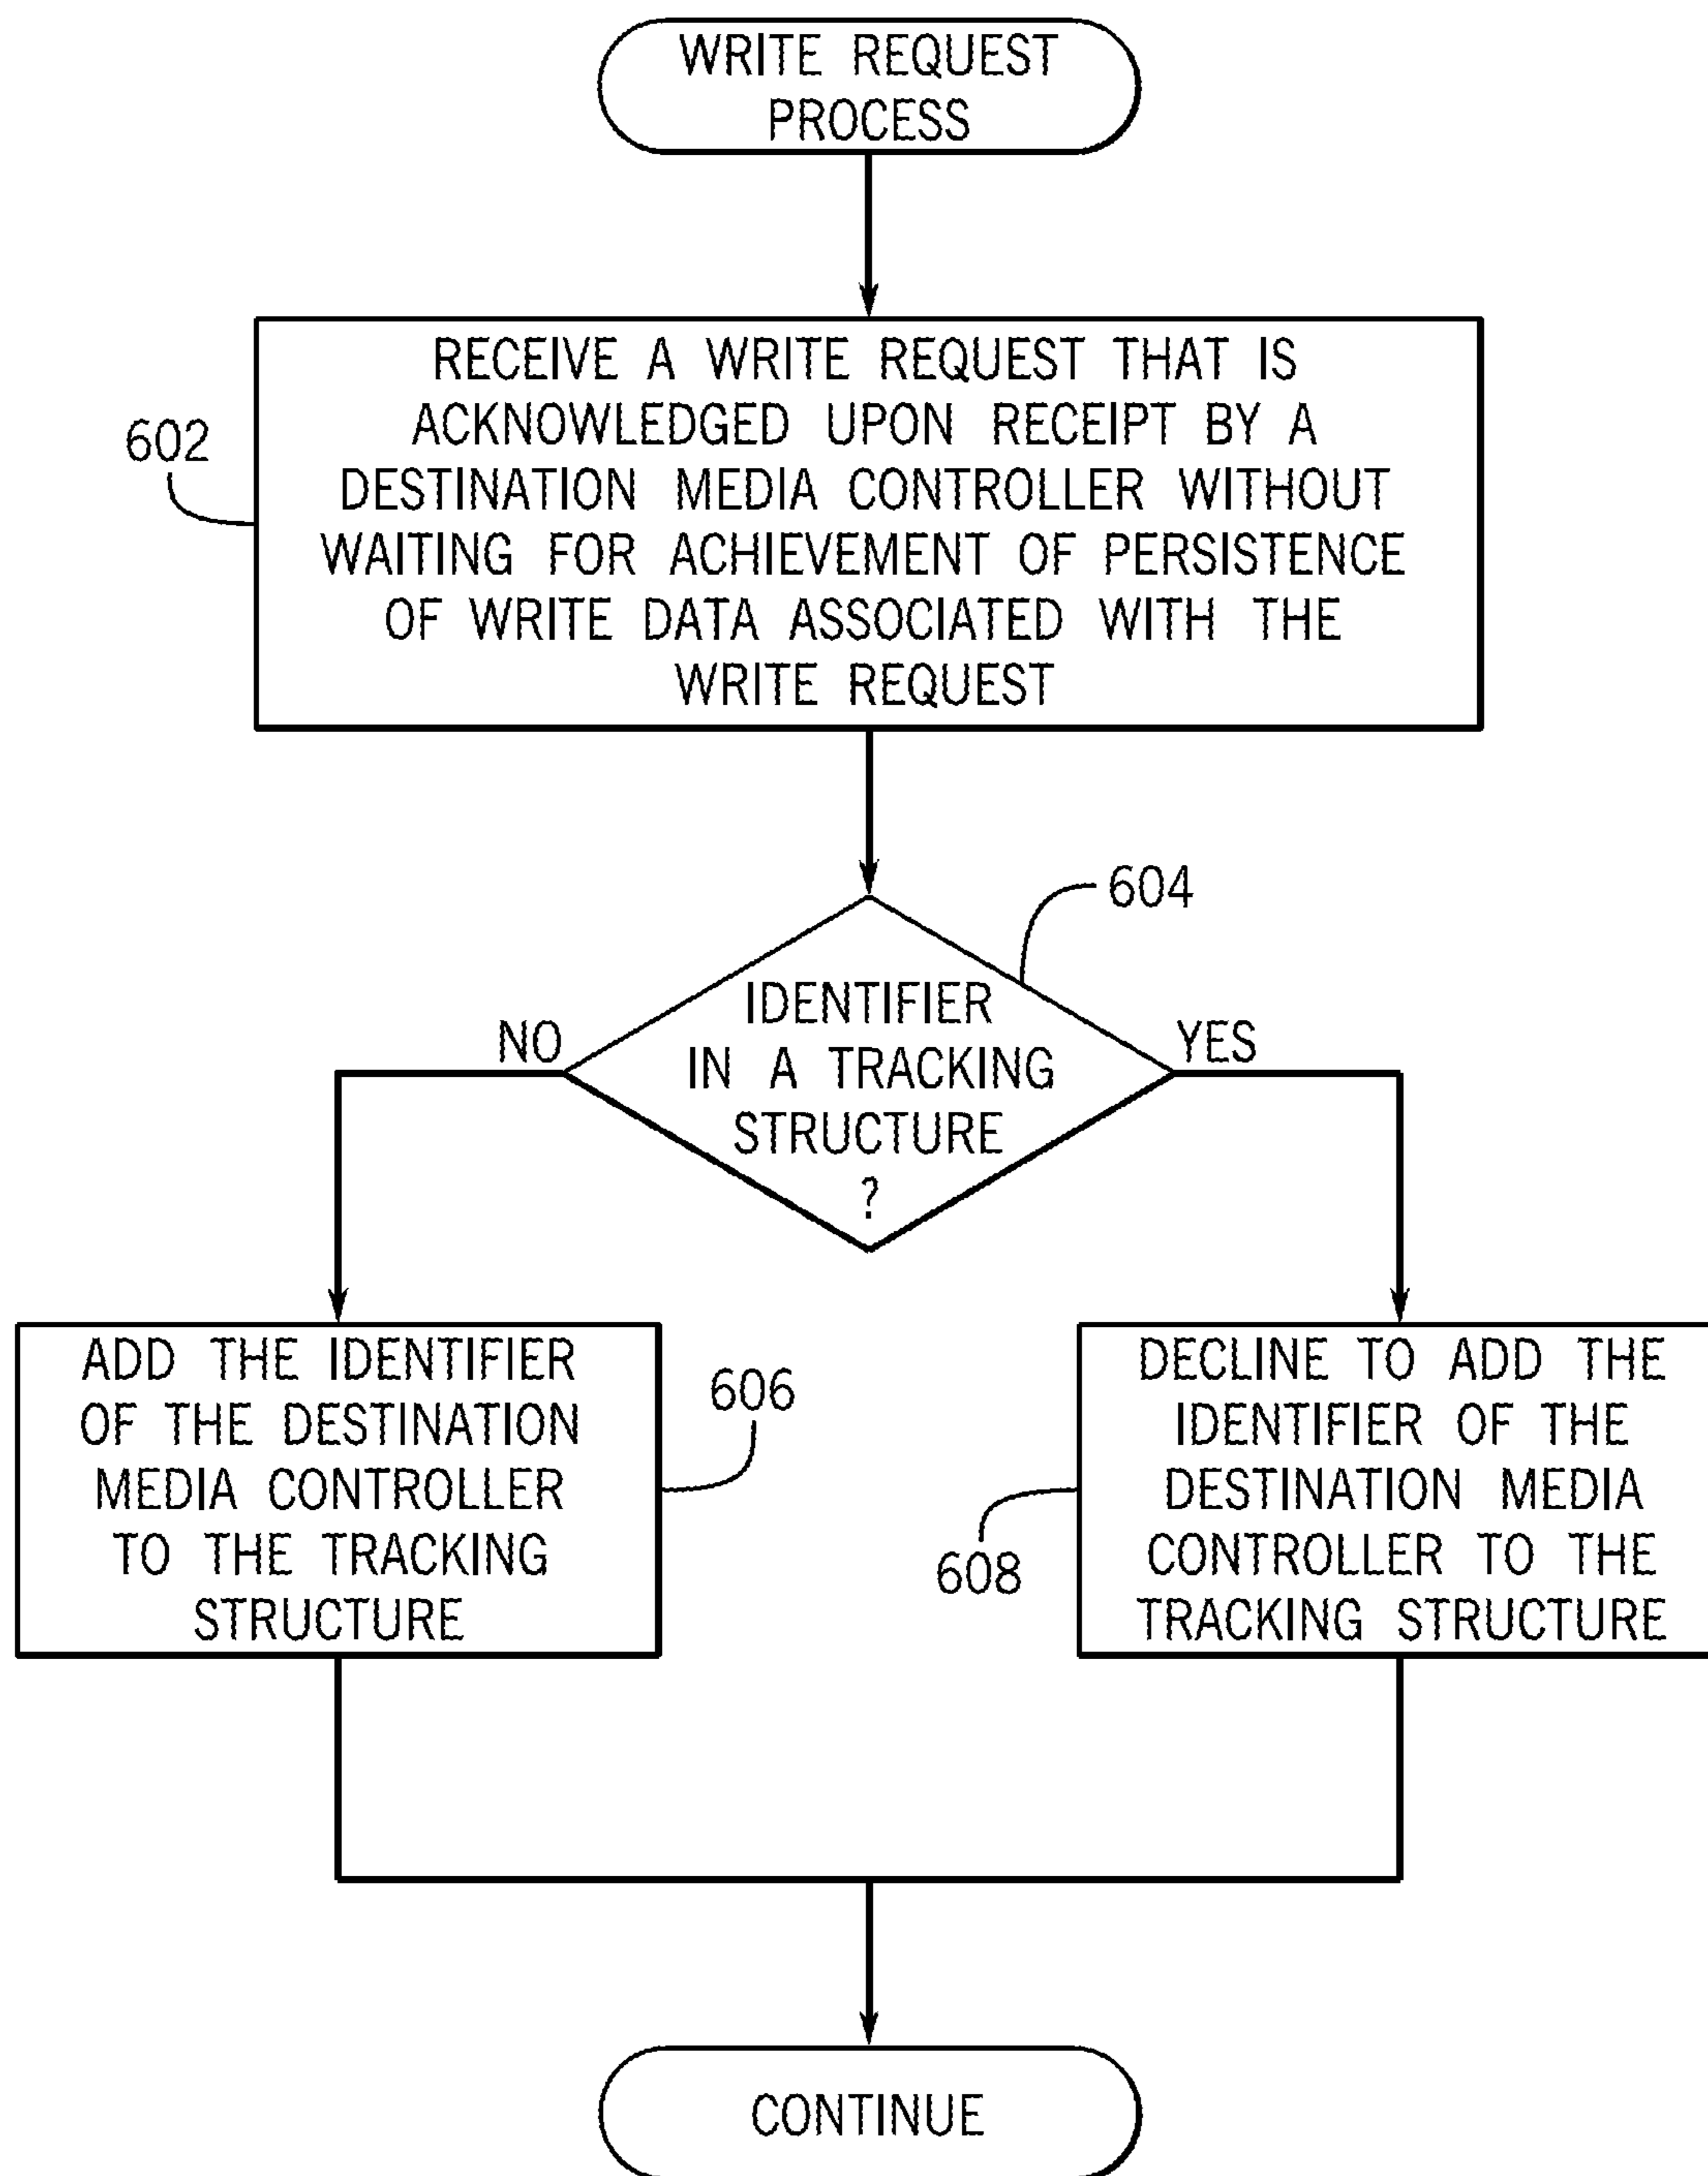 WRITE REQUEST
PROCESS
RECEIVE A WRITE REQUEST THAT IS
ACKNOWLEDGED UPON RECEIPT BY A
DESTINATION MEDIA CONTROLLER WITHOUT
WAITING FOR ACHIEVEMENT OF PERSISTENCE
OF WRITE DATA ASSOCIATED WITH THE
WRITE REQUEST
602
604
IDENTIFIER
IN A TRACKING
STRUCTURE
?
NO
YES
ADD THE IDENTIFIER
OF THE DESTINATION
MEDIA CONTROLLER
TO THE TRACKING
STRUCTURE
606
DECLINE TO ADD THE
IDENTIFIER OF THE
DESTINATION MEDIA
CONTROLLER TO THE
TRACKING STRUCTURE
608
CONTINUE